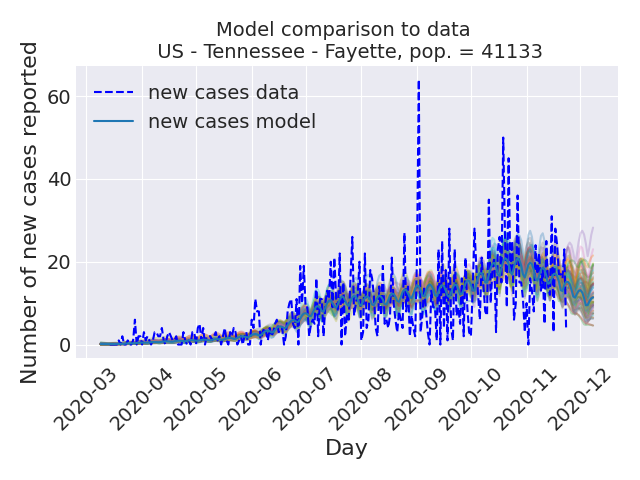 Model comparison to data
US - Tennessee - Fayette, pop. = 41133
Number of new cases reported
60
40
20
0
new cases data
new cases model
2020-03
2020-04
2020-05
2020-06
2020-07
2020-08
2020-09
2020-10
2020-11
2020-12
Day